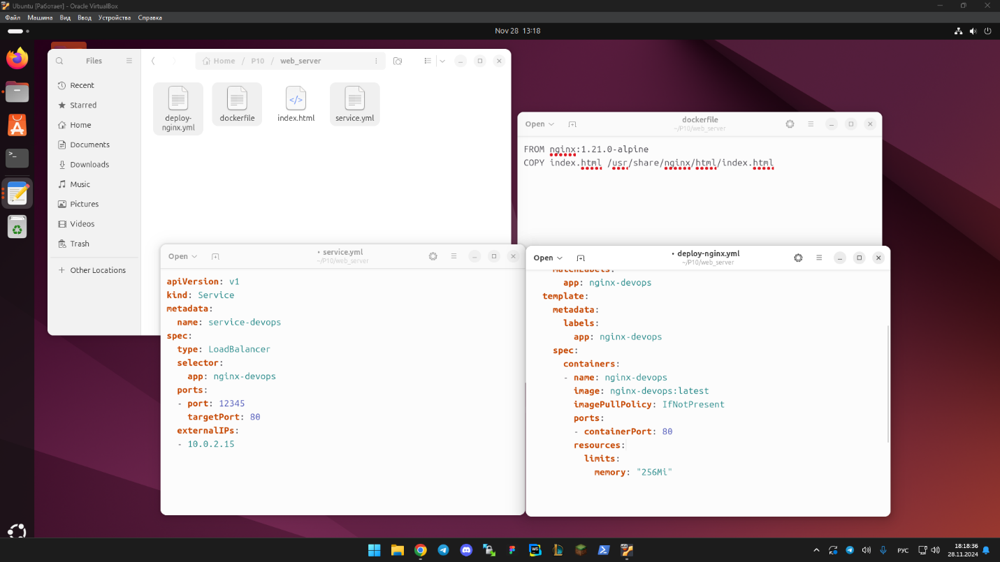 Ubuntu [Работает] - Oracle VirtualBox
Файл Машина Вид Ввод Устройства Справка
Nov 28 13:18
Files
Home / P10 / web_server
Recent
Starred
Home
Documents
Downloads
Music
Pictures
Videos
Trash
Other Locations
deploy-
nginx.yml
dockerfile
index.html
service.yml
Open
dockerfile
~/P10/web_server
FROM nginx:1.21.0-alpine
COPY index.html /usr/share/nginx/html/index.html
Open
• service.yml
~/P10/web_server
apiVersion: v1
kind: Service
metadata:
  name: service-devops
spec:
  type: LoadBalancer
  selector:
    app: nginx-devops
  ports:
  - port: 12345
    targetPort: 80
  externalIPs:
  - 10.0.2.15
Open
• deploy-nginx.yml
~/P10/web_server
matchLabels:
    app: nginx-devops
template:
  metadata:
    labels:
      app: nginx-devops
  spec:
    containers:
    - name: nginx-devops
      image: nginx-devops:latest
      imagePullPolicy: IfNotPresent
      ports:
      - containerPort: 80
      resources:
        limits:
          memory: "256Mi"
РУС
18:18:36
28.11.2024